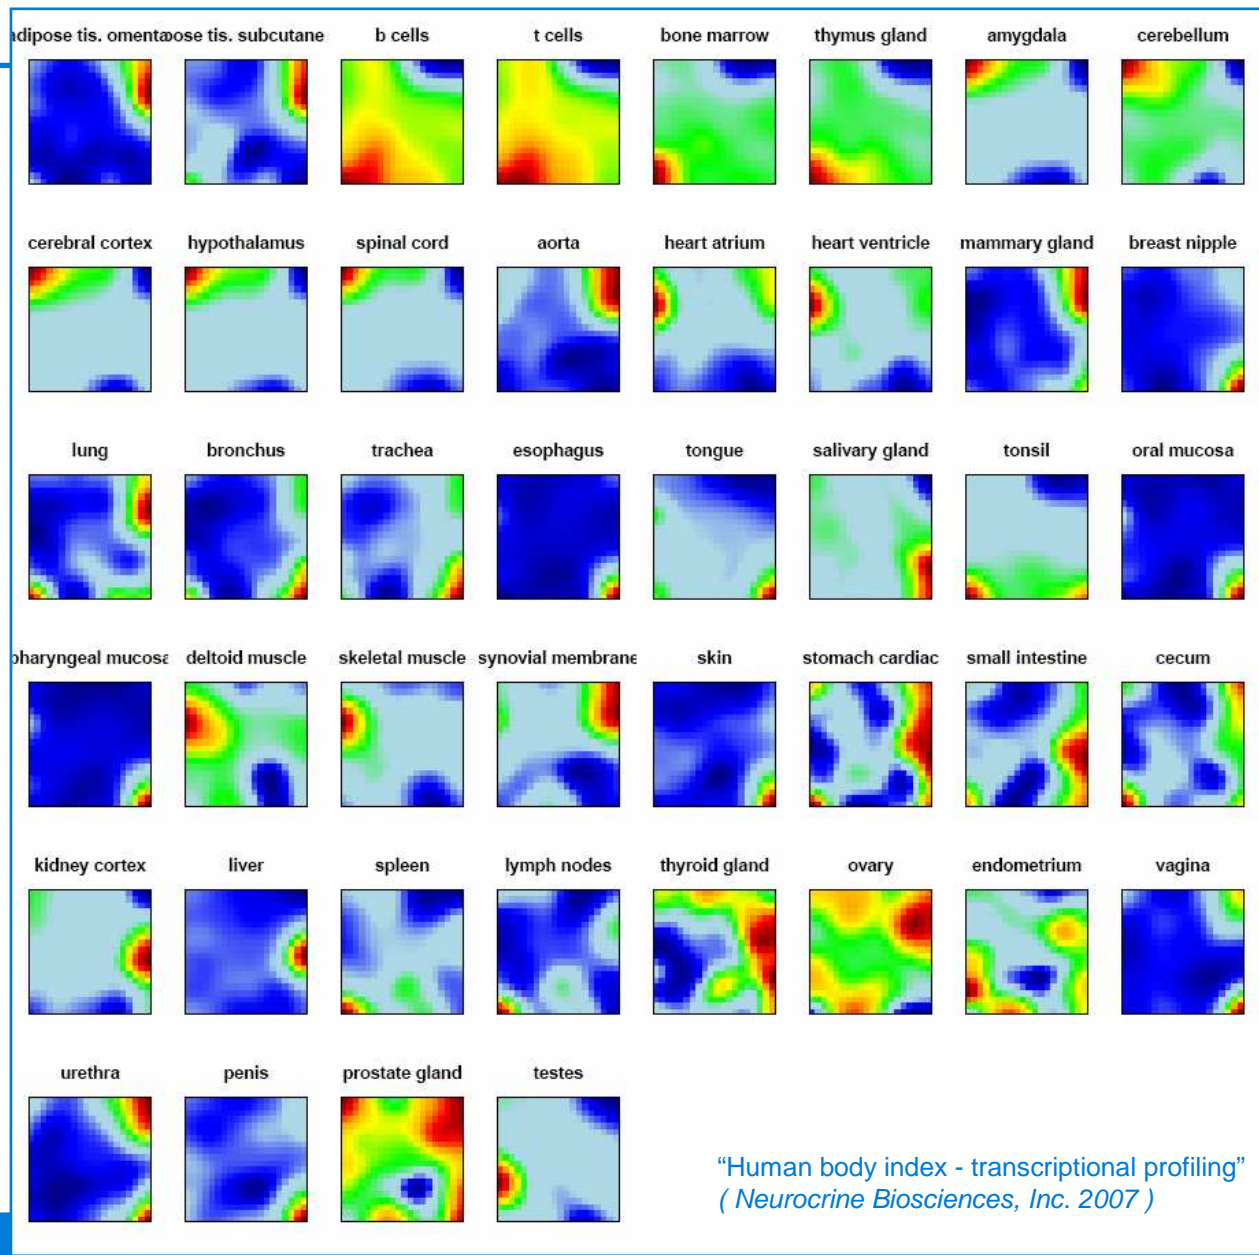 adipose tis. omenta pose tis. subcutane b cells t cells bone marrow thymus gland amygdala cerebellum
cerebral cortex hypothalamus spinal cord aorta heart atrium heart ventricle mammary gland breast nipple
lung bronchus trachea esophagus tongue salivary gland tonsil oral mucosa
pharyngeal mucosa deltoid muscle skeletal muscle synovial membrane skin stomach cardiac small intestine cecum
kidney cortex liver spleen lymph nodes thyroid gland ovary endometrium vagina
urethra penis prostate gland testes
“Human body index - transcriptional profiling”
( Neurocrine Biosciences, Inc. 2007 )